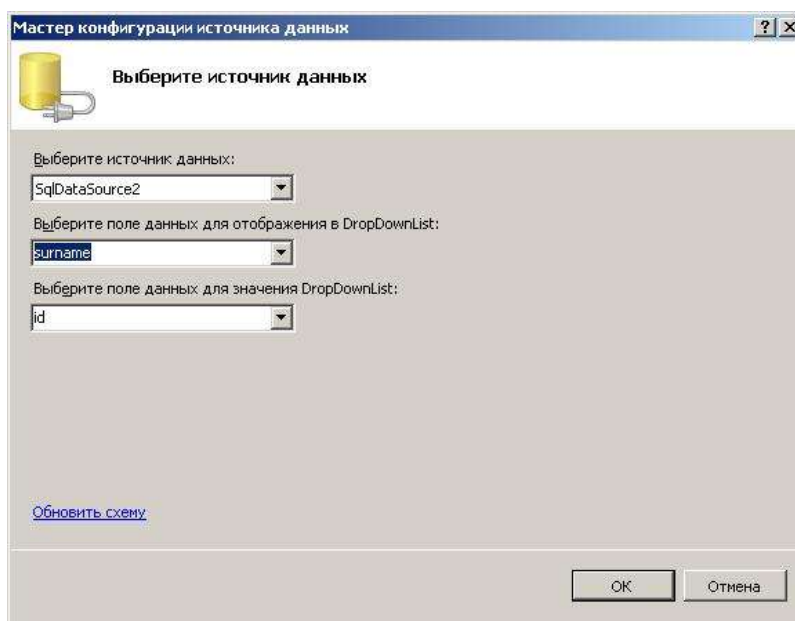 Мастер конфигурации источника данных
Выберите источник данных
Выберите источник данных:
SqlDataSource2
Выберите поле данных для отображения в DropDownList:
surname
Выберите поле данных для значения DropDownList:
id
Обновить схему
OK
Отмена